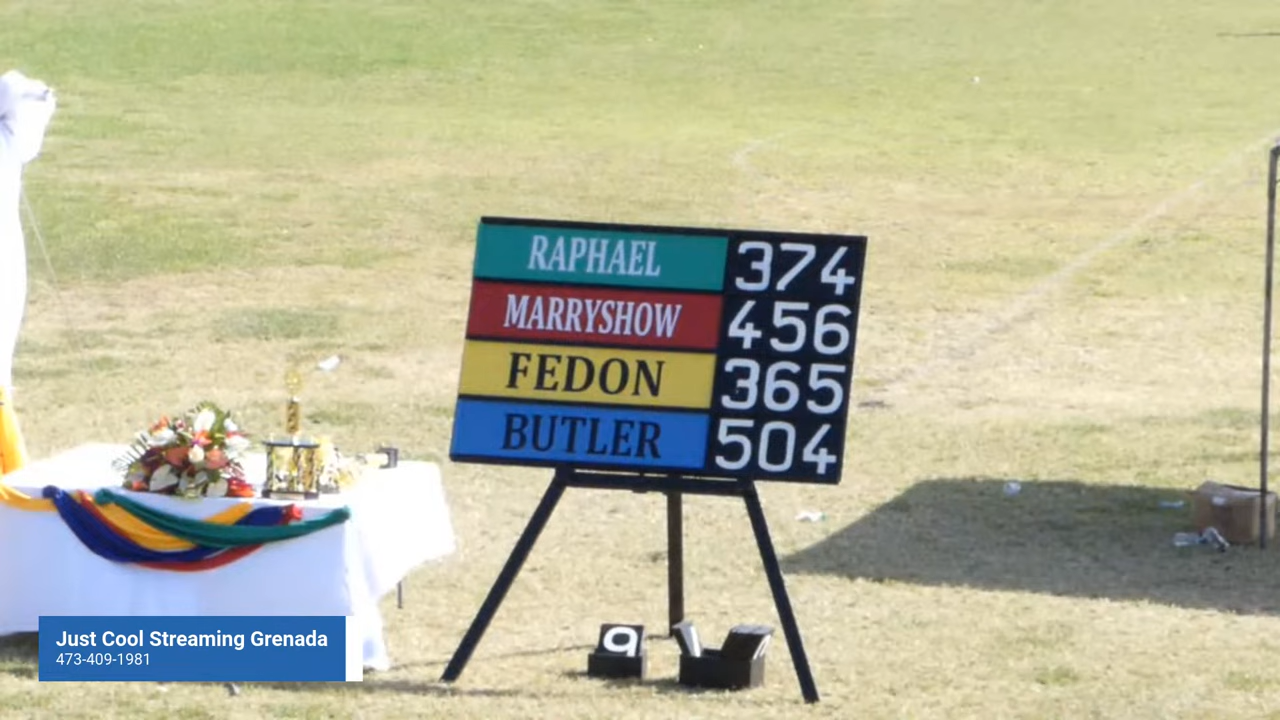 RAPHAEL 374
MARRYSHOW 456
FEDON 365
BUTLER 504
9
Just Cool Streaming Grenada
473-409-1981